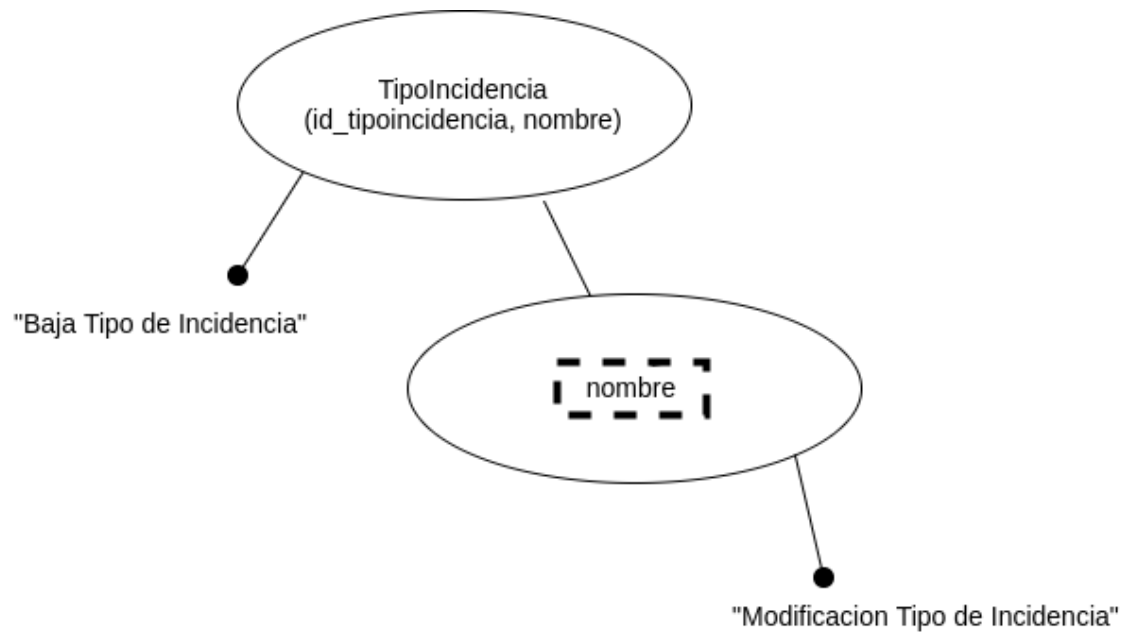 TipoIncidencia
(id_tipoincidencia, nombre)
"Baja Tipo de Incidencia"
nombre
"Modificacion Tipo de Incidencia"